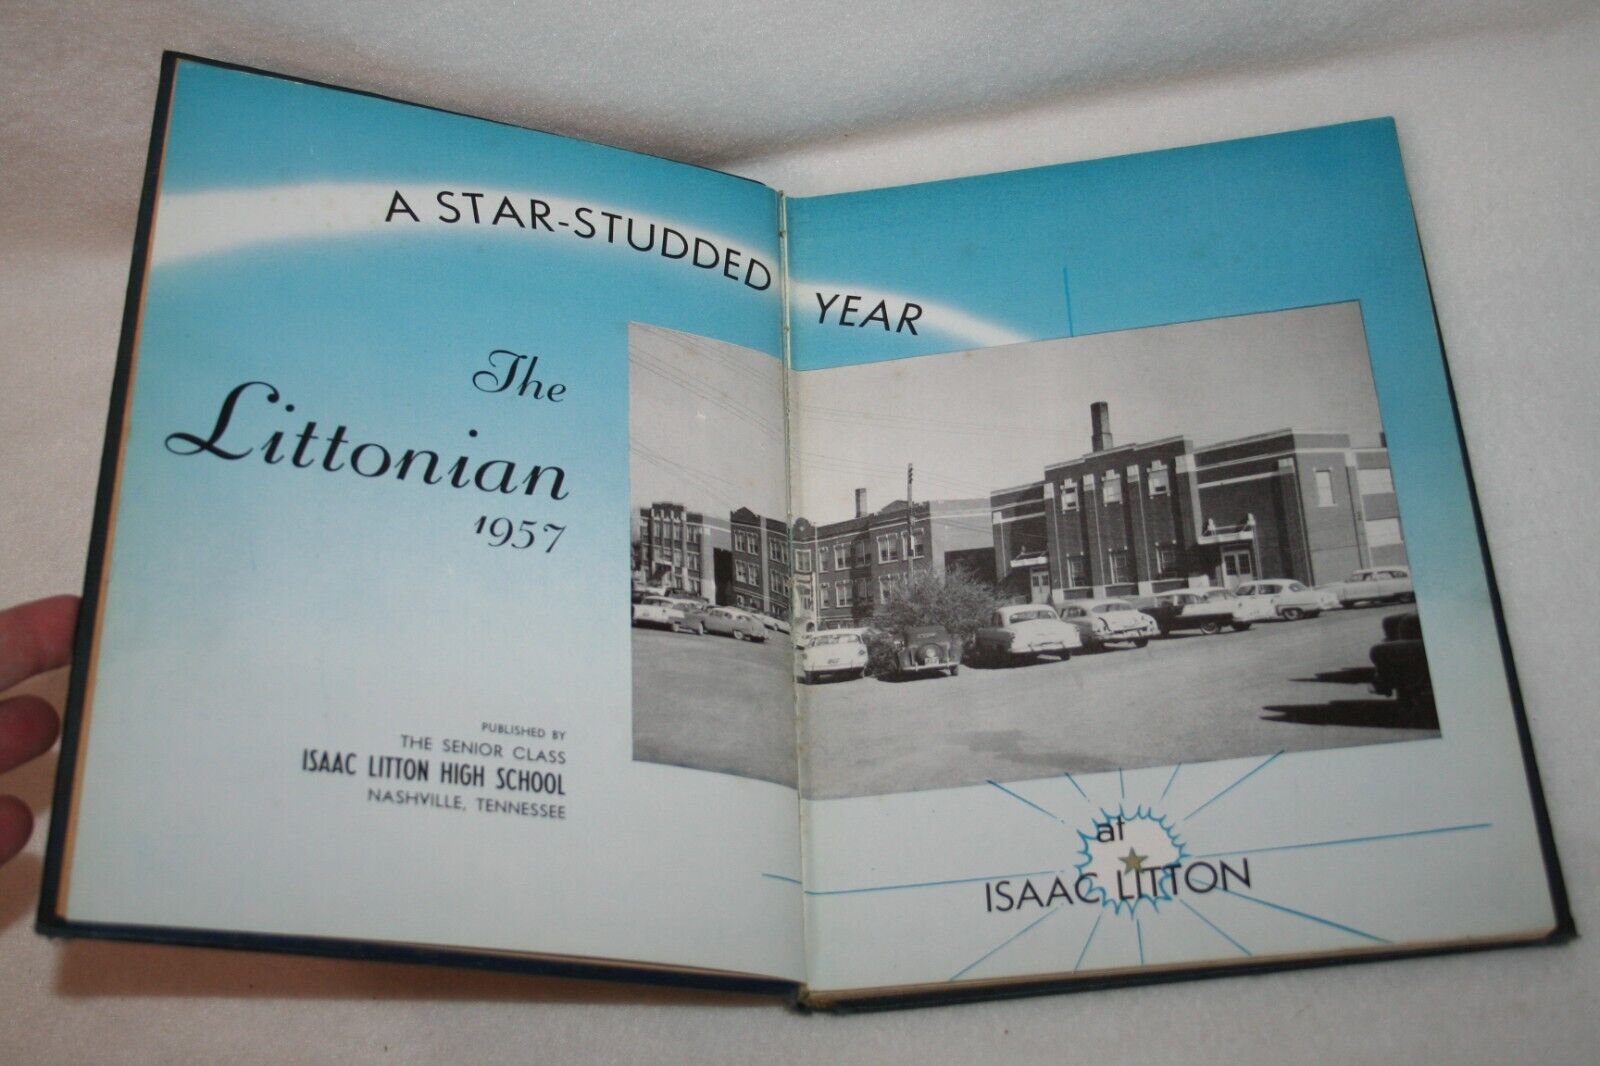 A STAR-STUDDED YEAR
The
Littonian
1957
PUBLISHED BY
THE SENIOR CLASS
ISAAC LITTON HIGH SCHOOL
NASHVILLE, TENNESSEE
at
ISAAC LITTON